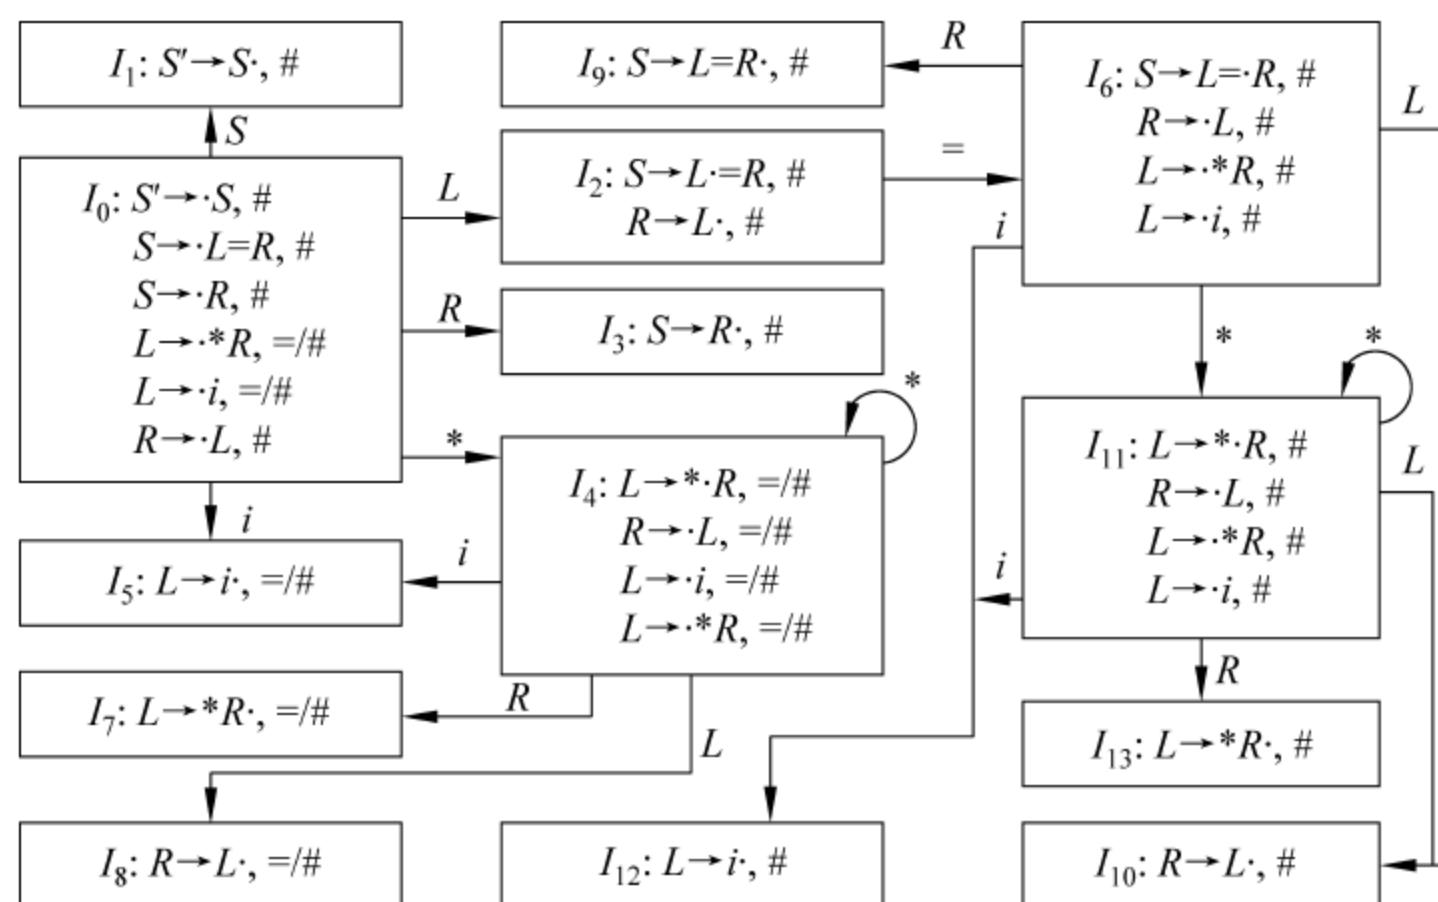 I₁: S′→S·, #
I₉: S→L=R·, #
R
I₆: S→L=·R, #
R→·L, #
L→·*R, #
L→·i, #
L
S
I₀: S′→·S, #
S→·L=R, #
S→·R, #
L→·*R, =/#
L→·i, =/#
R→·L, #
L
I₂: S→L·=R, #
R→L·, #
=
i
R
I₃: S→R·, #
*
*
*
*
I₄: L→*·R, =/#
R→·L, =/#
L→·i, =/#
L→·*R, =/#
I₁₁: L→*·R, #
R→·L, #
L→·*R, #
L→·i, #
L
i
I₅: L→i·, =/#
i
i
I₇: L→*R·, =/#
R
L
R
I₁₃: L→*R·, #
I₈: R→L·, =/#
I₁₂: L→i·, #
I₁₀: R→L·, #